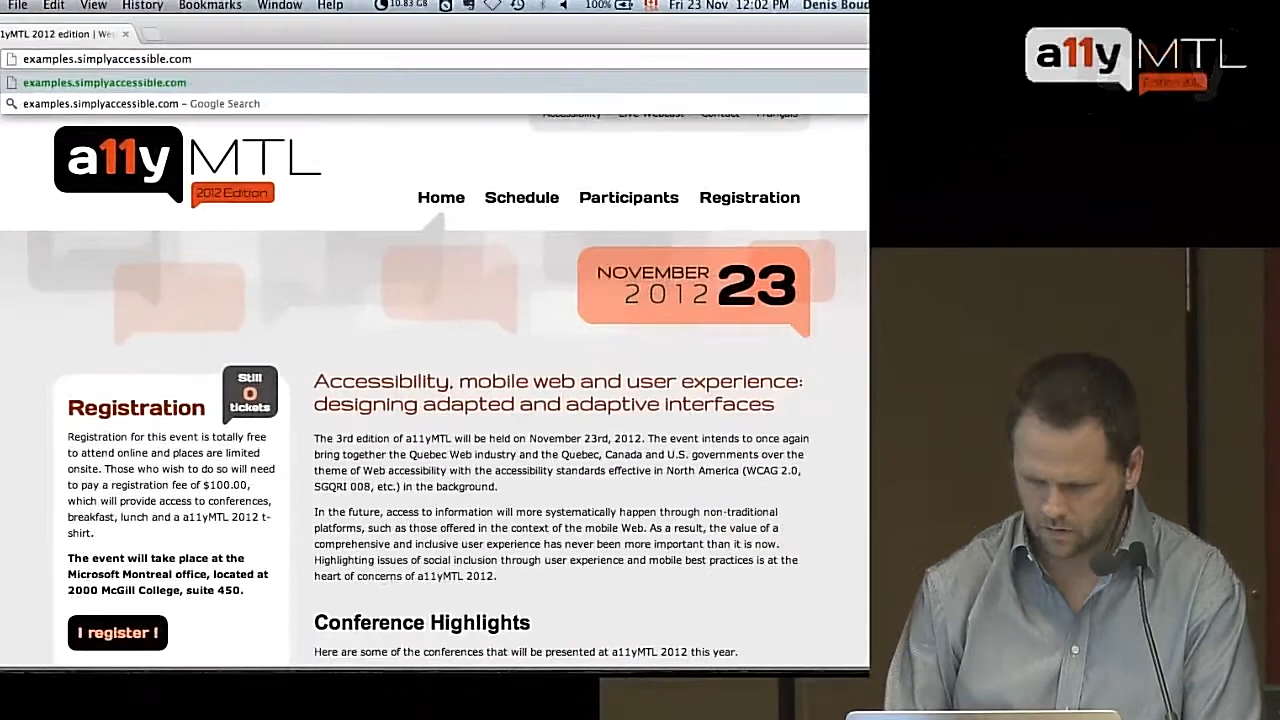 File Edit View History Bookmarks Window Help 10.83 GB 100% Fri 23 Nov 12:02 PM Denis Boud
1yMTL 2012 edition | We
examples.simplyaccessible.com
examples.simplyaccessible.com
examples.simplyaccessible.com – Google Search
Accessibility Live Webcast Contact Français
a11y MTL
2012 Edition
Home Schedule Participants Registration
NOVEMBER
2012 23
Still
0
tickets
Registration
Registration for this event is totally free
to attend online and places are limited
onsite. Those who wish to do so will need
to pay a registration fee of $100.00,
which will provide access to conferences,
breakfast, lunch and a a11yMTL 2012 t-
shirt.
The event will take place at the
Microsoft Montreal office, located at
2000 McGill College, suite 450.
I register !
Accessibility, mobile web and user experience:
designing adapted and adaptive interfaces
The 3rd edition of a11yMTL will be held on November 23rd, 2012. The event intends to once again
bring together the Quebec Web industry and the Quebec, Canada and U.S. governments over the
theme of Web accessibility with the accessibility standards effective in North America (WCAG 2.0,
SGQRI 008, etc.) in the background.
In the future, access to information will more systematically happen through non-traditional
platforms, such as those offered in the context of the mobile Web. As a result, the value of a
comprehensive and inclusive user experience has never been more important than it is now.
Highlighting issues of social inclusion through user experience and mobile best practices is at the
heart of concerns of a11yMTL 2012.
Conference Highlights
Here are some of the conferences that will be presented at a11yMTL 2012 this year.
a11y MTL